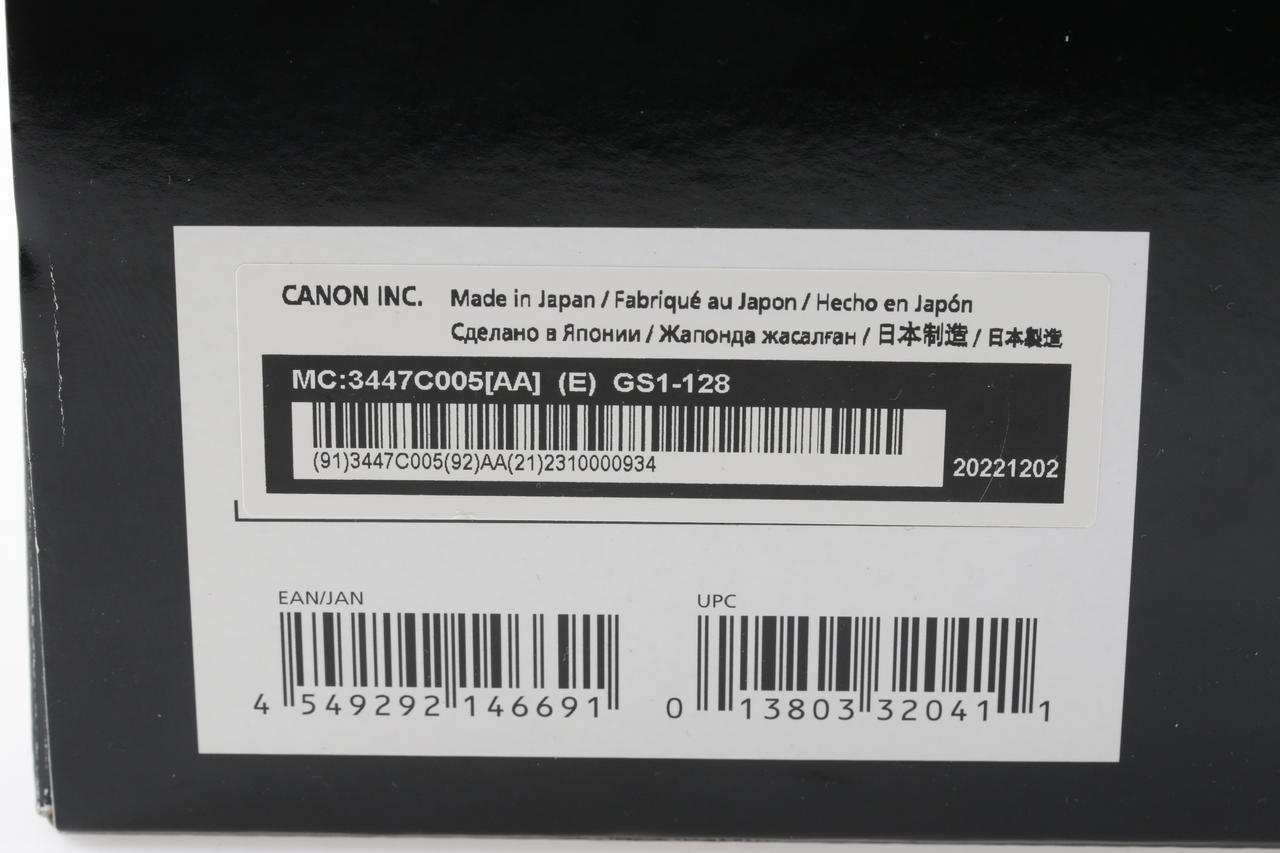 CANON INC. Made in Japan / Fabriqué au Japon / Hecho en Japón
Сделано в Японии / Жапонда жасалған / 日本制造 / 日本製造
MC:3447C005[AA] (E) GS1-128
(91)3447C005(92)AA(21)2310000934
20221202
EAN/JAN
4 549292 146691
UPC
0 13803 32041 1